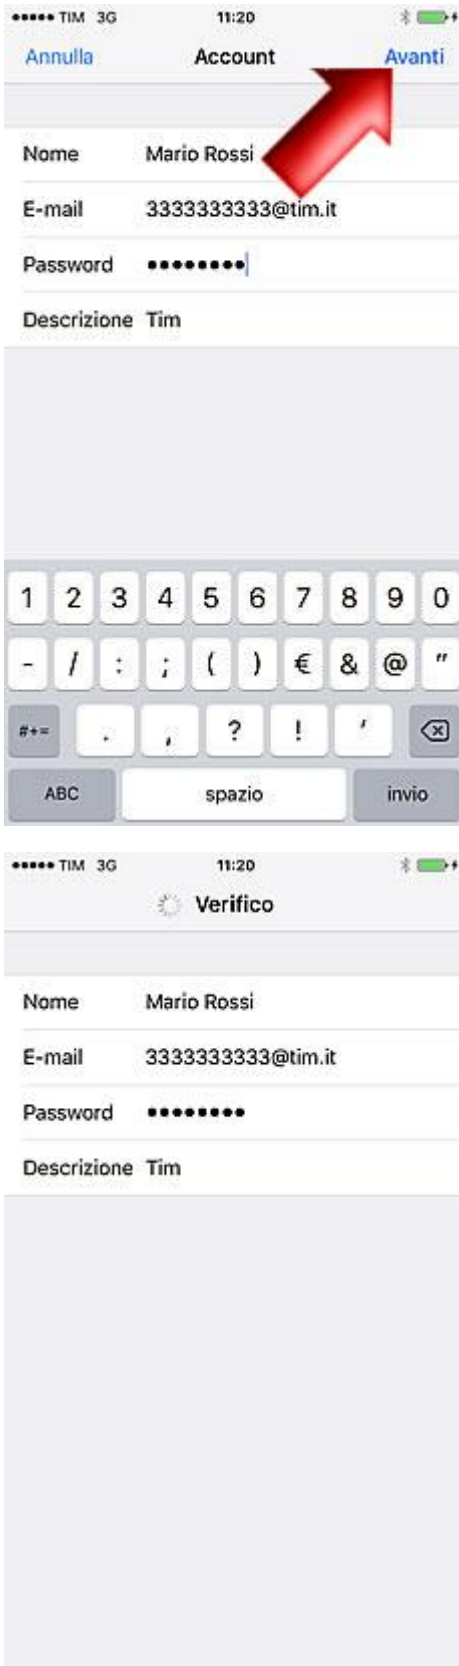 TIM 3G 11:20
Annulla Account Avanti
Nome Mario Rossi
E-mail 3333333333@tim.it
Password ••••••••
Descrizione Tim
1 2 3 4 5 6 7 8 9 0
- / : ; ( ) € & @ "
#+= . , ? ! '
ABC spazio invio
TIM 3G 11:20
Verifico
Nome Mario Rossi
E-mail 3333333333@tim.it
Password ••••••••
Descrizione Tim